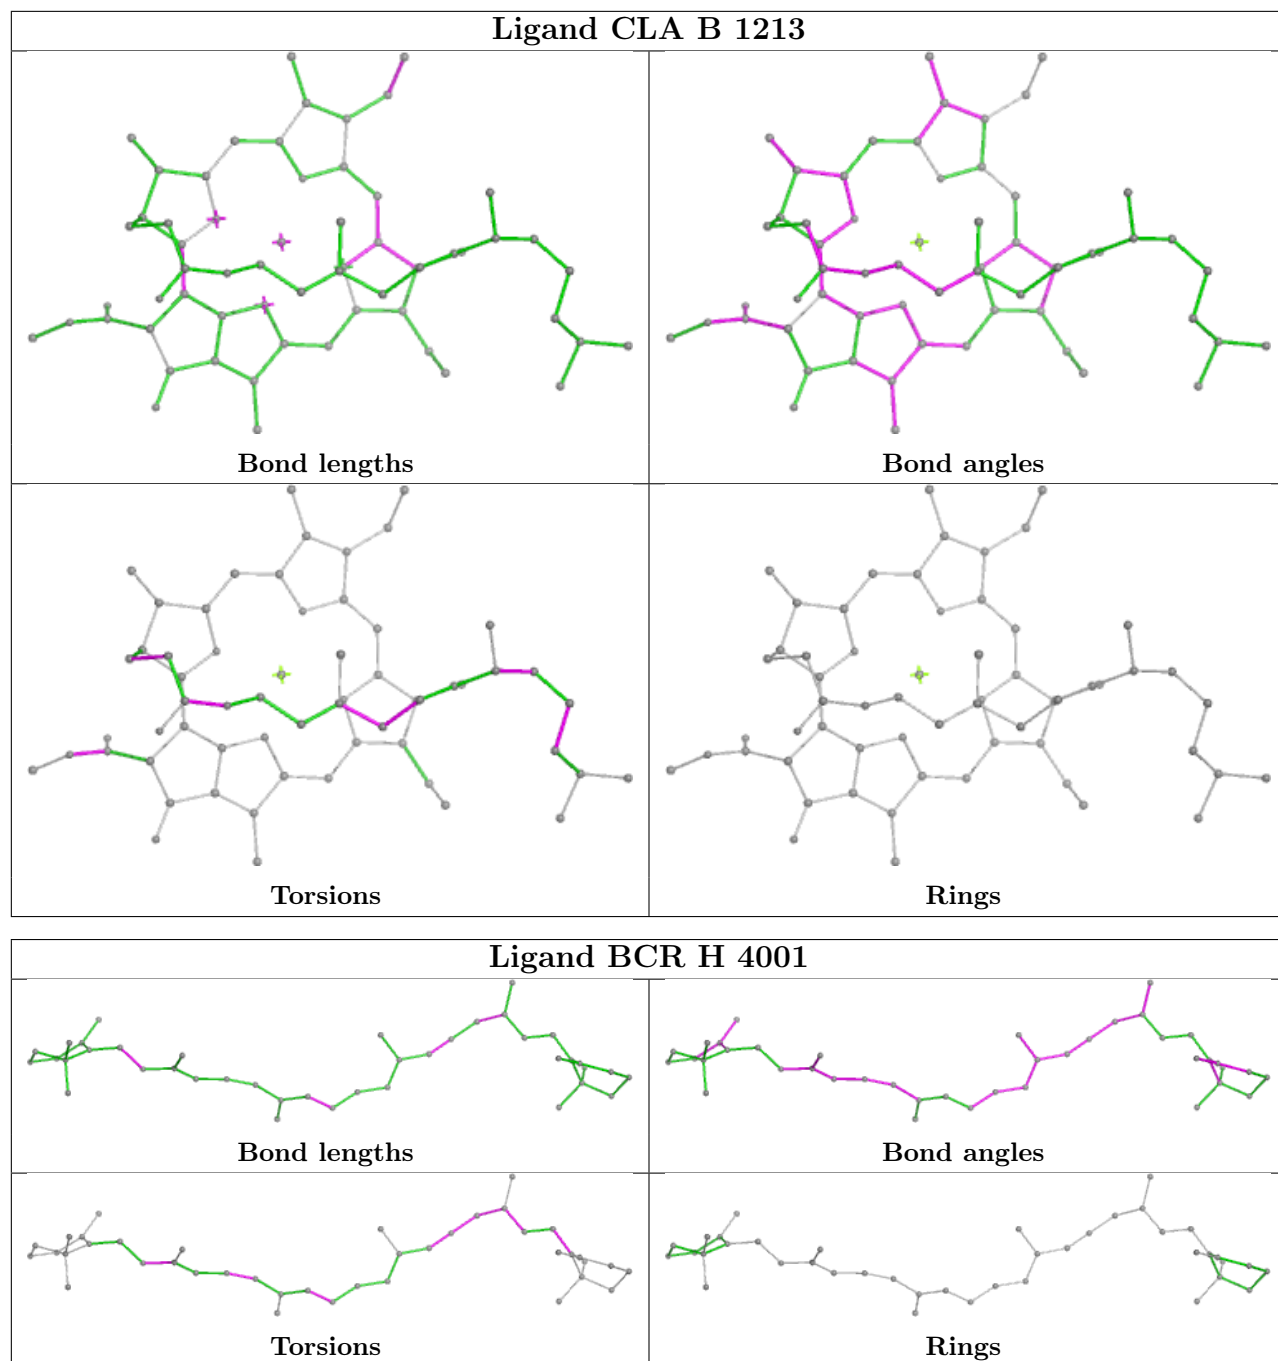 Ligand CLA B 1213
Bond lengths
Bond angles
Torsions
Rings
Ligand BCR H 4001
Bond lengths
Bond angles
Torsions
Rings